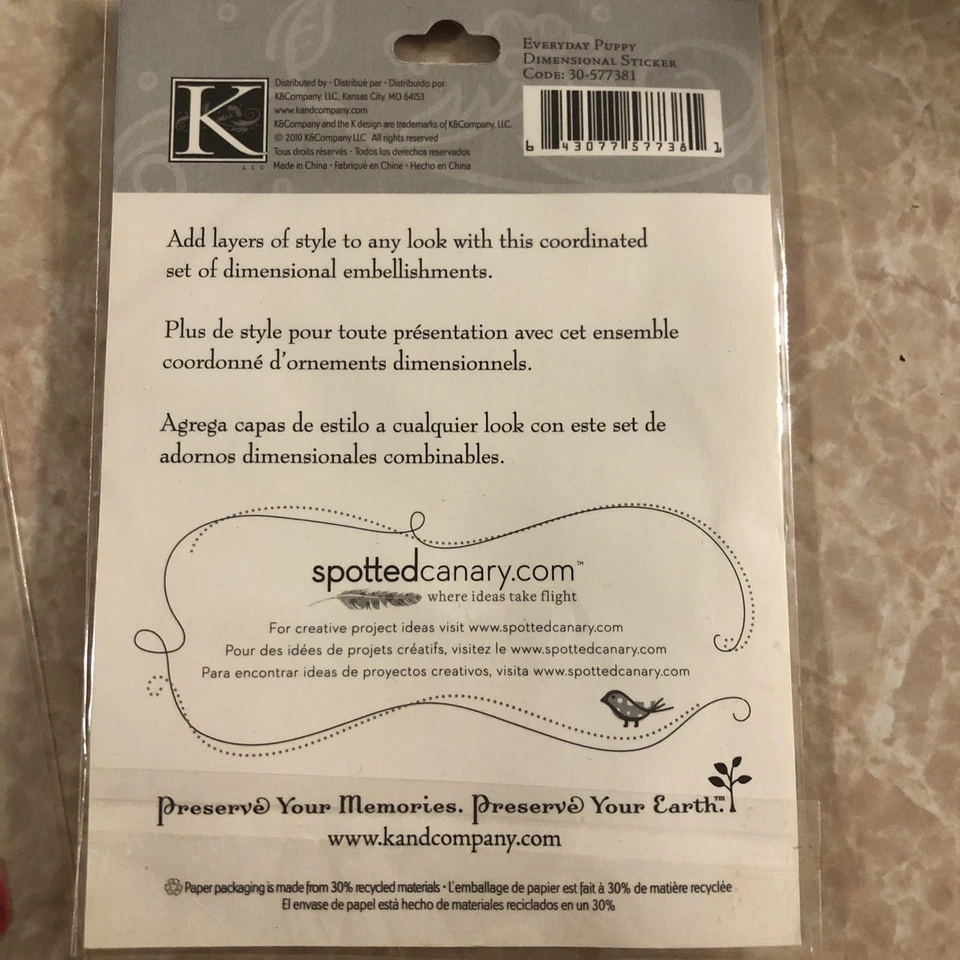 Everyday Puppy
Dimensional Sticker
Code: 30-577381
6 43077 57738 1
K
LLC
Distributed by · Distribué par · Distribuido por
K&Company, LLC, Kansas City, MO 64153
www.kandcompany.com
K&Company and the K design are trademarks of K&Company, LLC.
© 2010 K&Company LLC All rights reserved
Tous droits réservés · Todos los derechos reservados
Made in China · Fabriqué en Chine · Hecho en China
Add layers of style to any look with this coordinated
set of dimensional embellishments.
Plus de style pour toute présentation avec cet ensemble
coordonné d'ornements dimensionnels.
Agrega capas de estilo a cualquier look con este set de
adornos dimensionales combinables.
spottedcanary.com™
where ideas take flight
For creative project ideas visit www.spottedcanary.com
Pour des idées de projets créatifs, visitez le www.spottedcanary.com
Para encontrar ideas de proyectos creativos, visita www.spottedcanary.com
Preserve Your Memories. Preserve Your Earth.™
www.kandcompany.com
Paper packaging is made from 30% recycled materials · L'emballage de papier est fait à 30% de matière recyclée
El envase de papel está hecho de materiales reciclados en un 30%